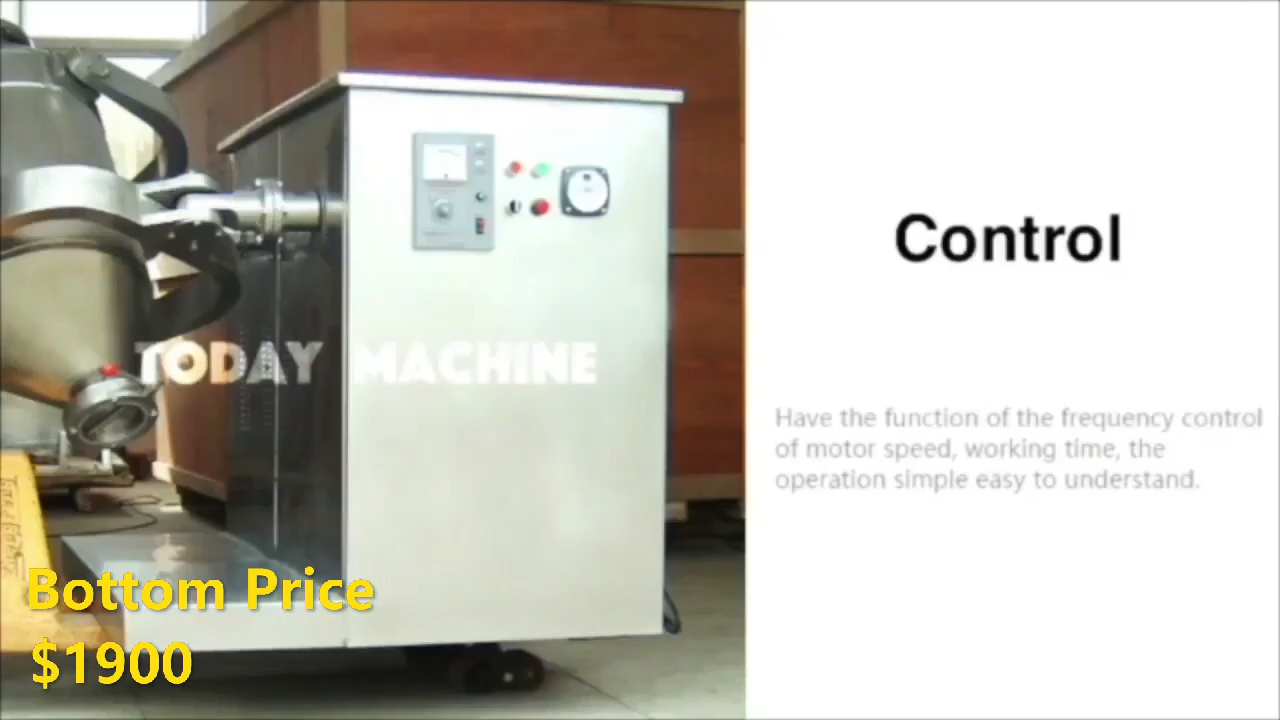 TODAY MACHINE
Bottom Price
$1900
Control
Have the function of the frequency control
of motor speed, working time, the
operation simple easy to understand.